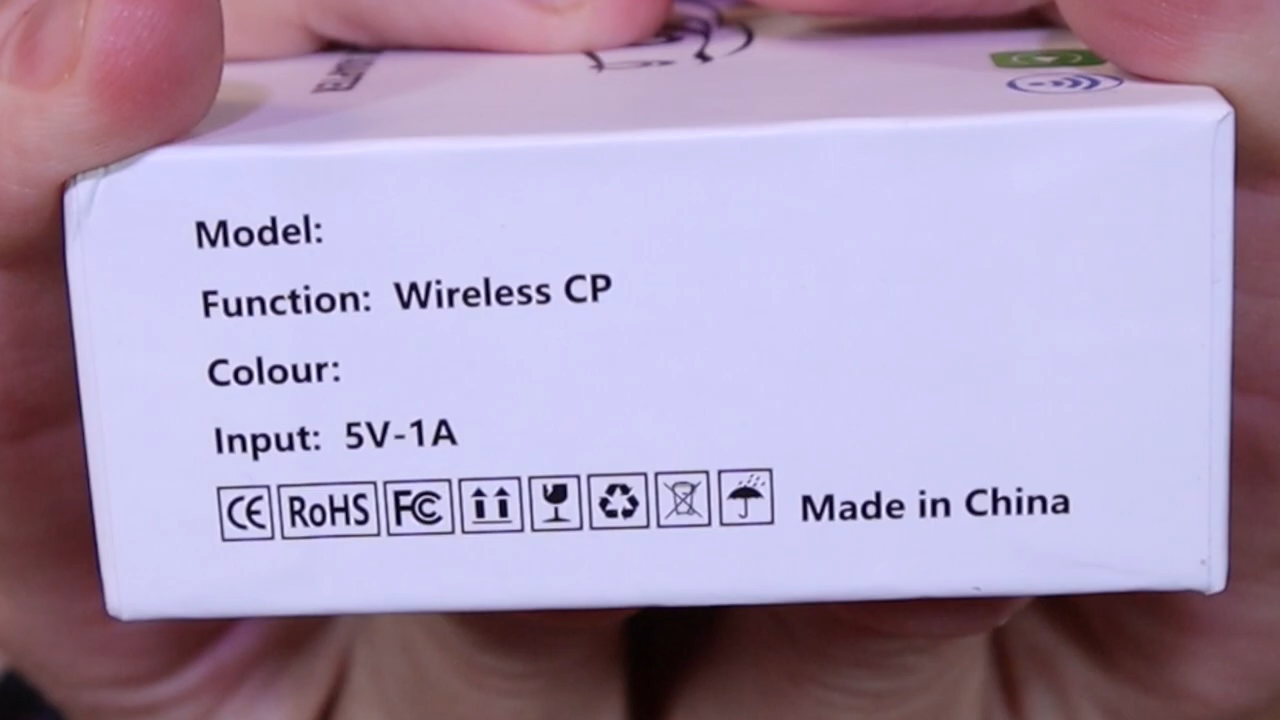 Model:
Function: Wireless CP
Colour:
Input: 5V-1A
CE RoHS FC Made in China